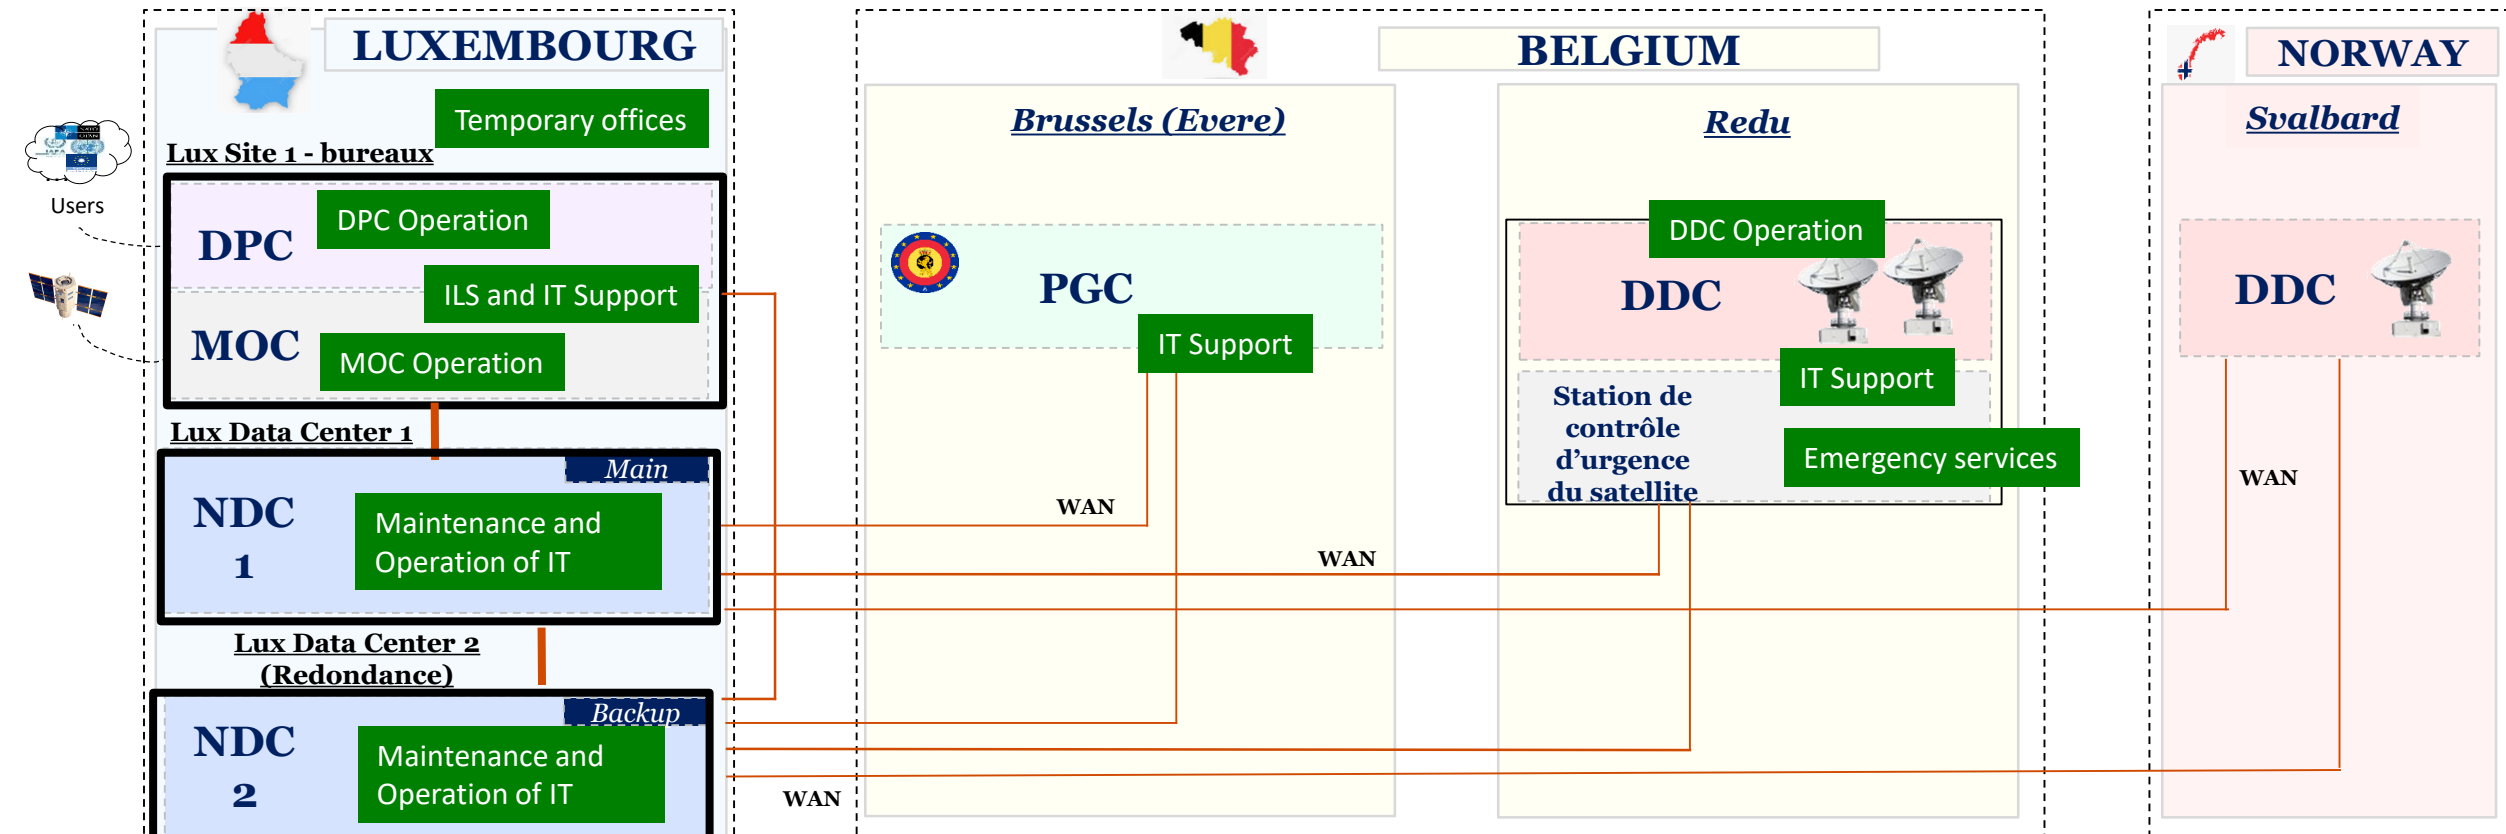 LUXEMBOURG
Temporary offices
Lux Site 1 - bureaux
Users
DPC
DPC Operation
ILS and IT Support
MOC
MOC Operation
Lux Data Center 1
Main
NDC
1
Maintenance and
Operation of IT
Lux Data Center 2
(Redondance)
Backup
NDC
2
Maintenance and
Operation of IT
BELGIUM
Brussels (Evere)
PGC
IT Support
WAN
WAN
WAN
Redu
DDC Operation
DDC
IT Support
Station de
contrôle
d’urgence
du satellite
Emergency services
NORWAY
Svalbard
DDC
WAN